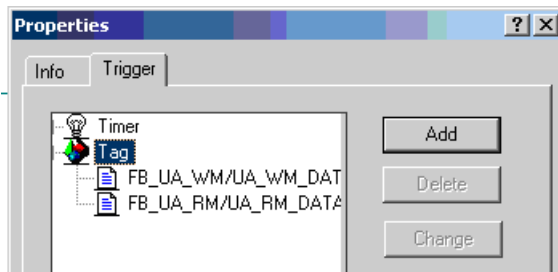 Properties
Info Trigger
Timer
Tag
FB_UA_WM/UA_WM_DAT
FB_UA_RM/UA_RM_DATA
Add
Delete
Change